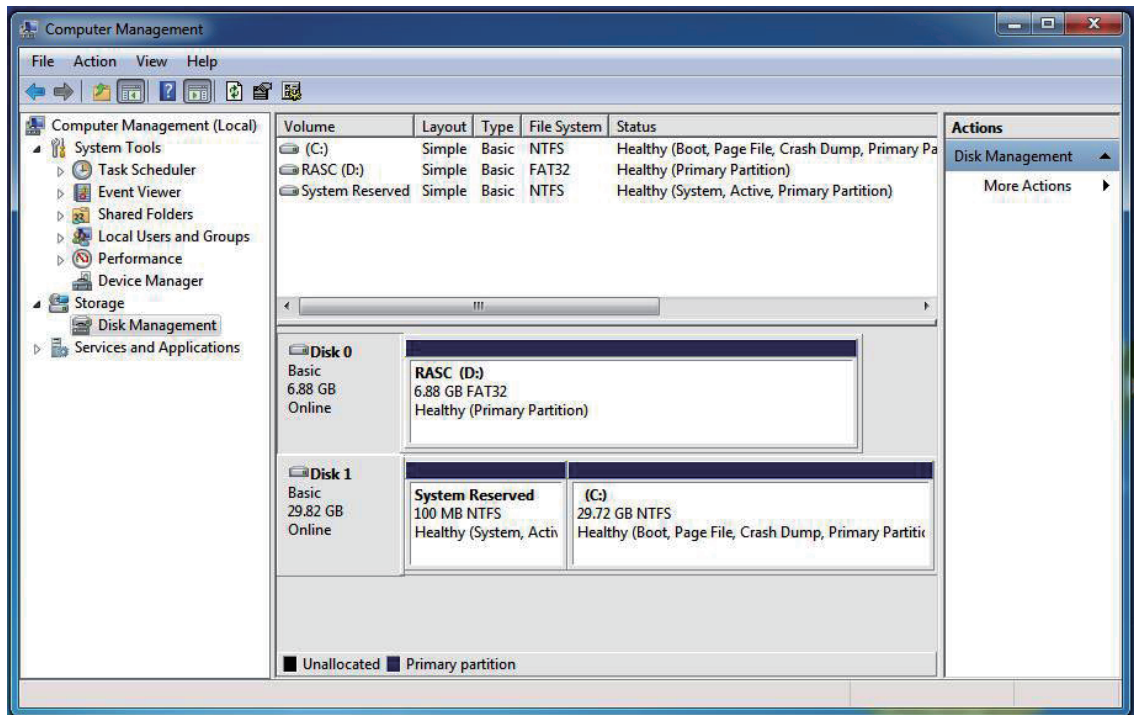 Computer Management
File Action View Help
Computer Management (Local)
System Tools
Task Scheduler
Event Viewer
Shared Folders
Local Users and Groups
Performance
Device Manager
Storage
Disk Management
Services and Applications
Volume Layout Type File System Status
(C:) Simple Basic NTFS Healthy (Boot, Page File, Crash Dump, Primary Pa
RASC (D:) Simple Basic FAT32 Healthy (Primary Partition)
System Reserved Simple Basic NTFS Healthy (System, Active, Primary Partition)
Disk 0
Basic
6.88 GB
Online
RASC (D:)
6.88 GB FAT32
Healthy (Primary Partition)
Disk 1
Basic
29.82 GB
Online
System Reserved
100 MB NTFS
Healthy (System, Activ
(C:)
29.72 GB NTFS
Healthy (Boot, Page File, Crash Dump, Primary Partitic
Unallocated Primary partition
Actions
Disk Management
More Actions